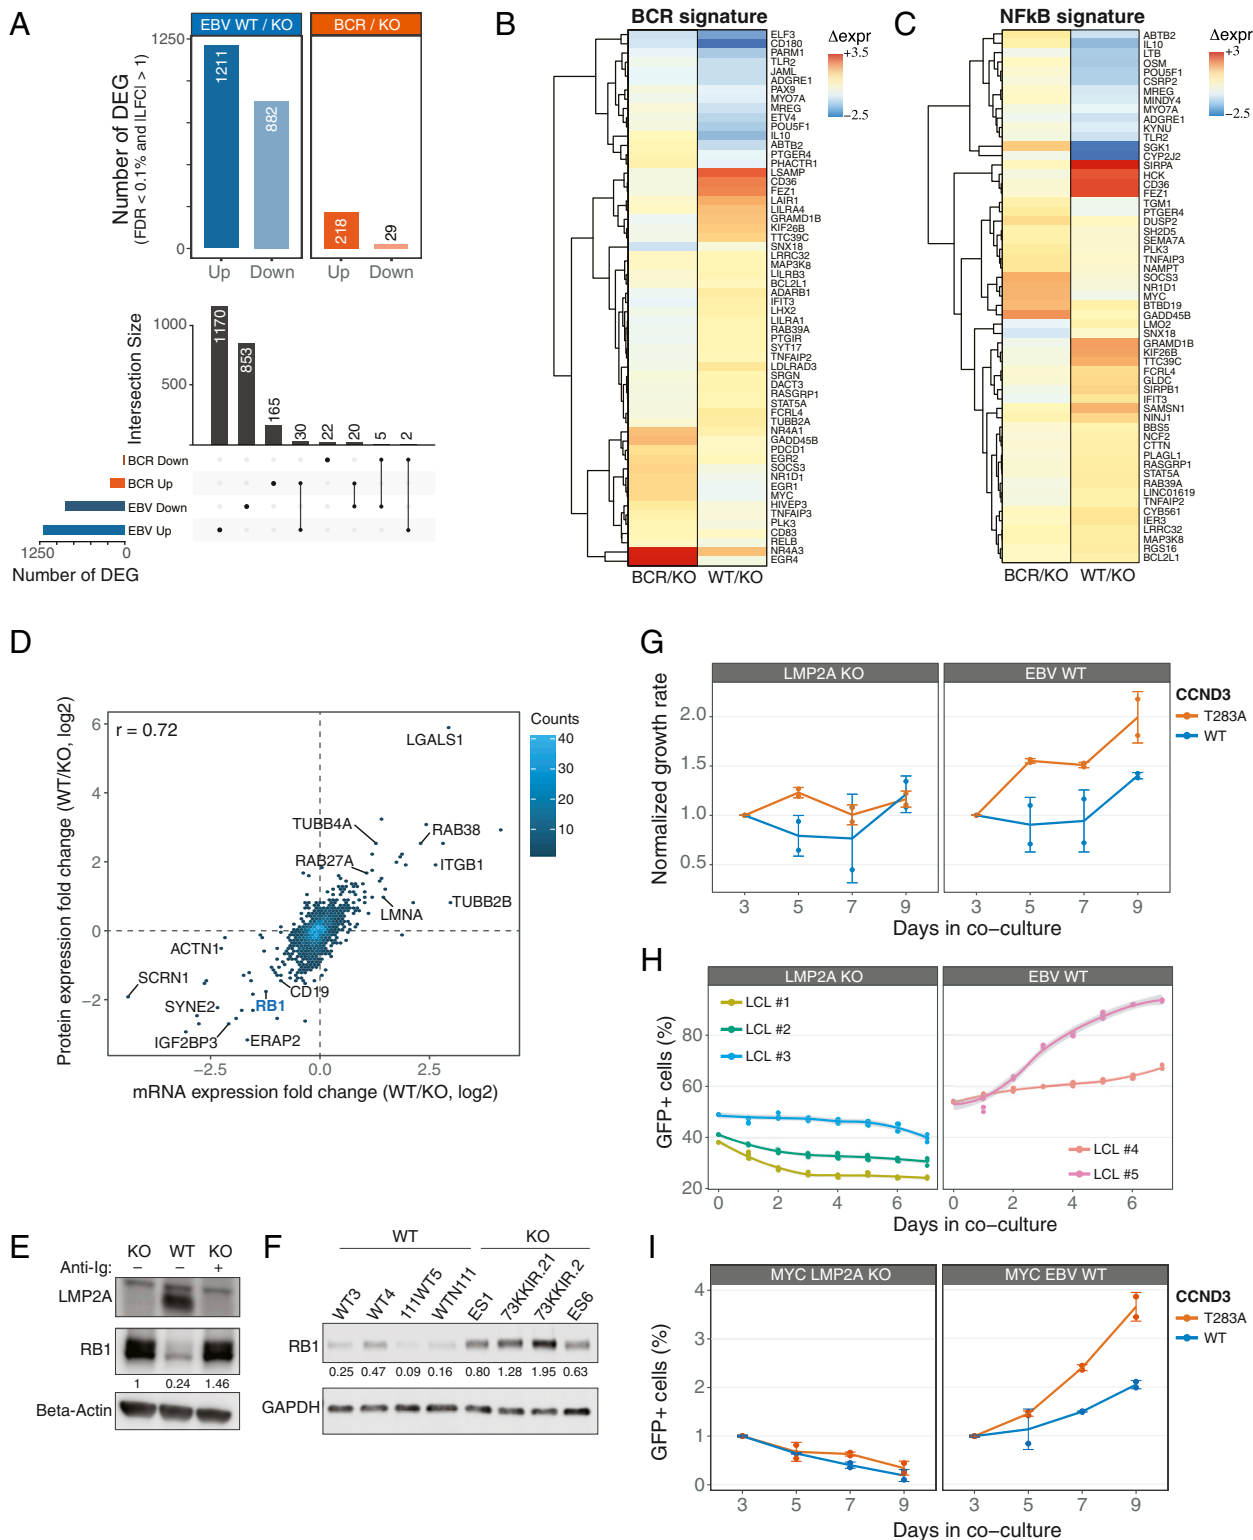 A
EBV WT / KO
BCR / KO
Number of DEG
(FDR < 0.1% and ILFCI > 1)
1250
0
1211
882
218
29
Up
Down
Up
Down
Intersection Size
1000
500
1170
853
165
30
22
20
5
2
BCR Down
BCR Up
EBV Down
EBV Up
1250
0
Number of DEG
B
BCR signature
Δexpr
+3.5
−2.5
ELF3
CD180
PARM1
TLR2
JAML
ADGRE1
PAX9
MYO7A
MREG
ETV4
POU5F1
IL10
ABTB2
PTGER4
PHACTR1
LSAMP
CD36
FEZ1
LAIR1
LILRA4
GRAMD1B
KIF26B
TTC39C
SNX18
LRRC32
MAP3K8
LILRB3
BCL2L1
ADARB1
IFIT3
LHX2
LILRA1
RAB39A
PTGIR
SYT17
TNFAIP2
LDLRAD3
SRGN
DACT3
RASGRP1
STAT5A
FCRL4
TUBB2A
NR4A1
GADD45B
PDCD1
EGR2
SOCS3
NR1D1
EGR1
MYC
HIVEP3
TNFAIP3
PLK3
CD83
RELB
NR4A3
EGR4
BCR/KO
WT/KO
C
NFkB signature
Δexpr
+3
−2.5
ABTB2
IL10
LTB
OSM
POU5F1
CSRP2
MREG
MINDY4
MYO7A
ADGRE1
KYNU
TLR2
SGK1
CYP2J2
SIRPA
HCK
CD36
FEZ1
TGM1
PTGER4
DUSP2
SH2D5
SEMA7A
PLK3
TNFAIP3
NAMPT
SOCS3
NR1D1
MYC
BTBD19
GADD45B
LMO2
SNX18
GRAMD1B
KIF26B
TTC39C
FCRL4
GLDC
SIRPB1
IFIT3
SAMSN1
NINJ1
BBS5
NCF2
CTTN
PLAGL1
RASGRP1
STAT5A
RAB39A
LINC01619
TNFAIP2
CYB561
IER3
LRRC32
MAP3K8
RGS16
BCL2L1
BCR/KO
WT/KO
D
r = 0.72
Protein expression fold change (WT/KO, log2)
6
4
2
0
−2
−2.5
0.0
2.5
mRNA expression fold change (WT/KO, log2)
Counts
40
30
20
10
LGALS1
TUBB4A
RAB38
RAB27A
ITGB1
LMNA
TUBB2B
ACTN1
SCRN1
CD19
SYNE2
RB1
IGF2BP3
ERAP2
E
KO
WT
KO
Anti-Ig:
−
−
+
LMP2A
RB1
1
0.24
1.46
Beta-Actin
F
WT
KO
WT3
WT4
111WT5
WTN111
ES1
73KKIR.21
73KKIR.2
ES6
RB1
0.25
0.47
0.09
0.16
0.80
1.28
1.95
0.63
GAPDH
G
LMP2A KO
EBV WT
Normalized growth rate
2.0
1.5
1.0
0.5
3
5
7
9
3
5
7
9
Days in co−culture
CCND3
T283A
WT
H
LMP2A KO
EBV WT
GFP+ cells (%)
80
60
40
20
LCL #1
LCL #2
LCL #3
LCL #4
LCL #5
0
2
4
6
0
2
4
6
Days in co−culture
I
MYC LMP2A KO
MYC EBV WT
GFP+ cells (%)
4
3
2
1
0
3
5
7
9
3
5
7
9
Days in co−culture
CCND3
T283A
WT